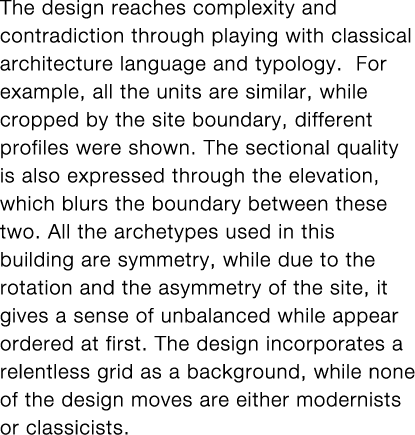 The design reaches complexity and
contradiction through playing with classical
architecture language and typology.  For
example, all the units are similar, while
cropped by the site boundary, different
profiles were shown. The sectional quality
is also expressed through the elevation,
which blurs the boundary between these
two. All the archetypes used in this
building are symmetry, while due to the
rotation and the asymmetry of the site, it
gives a sense of unbalanced while appear
ordered at first. The design incorporates a
relentless grid as a background, while none
of the design moves are either modernists
or classicists.